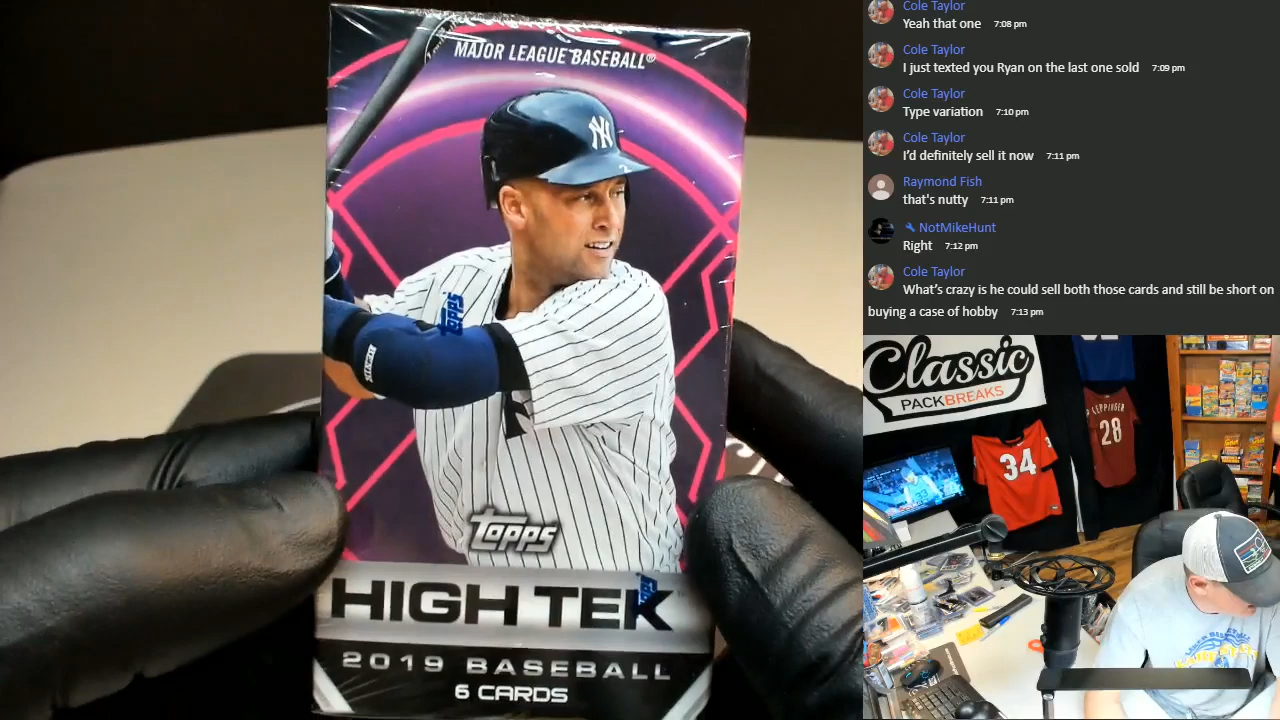 MAJOR LEAGUE BASEBALL®
NY
TOPPS
TOPPS
HIGH TEK
2019 BASEBALL
6 CARDS
Cole Taylor
Yeah that one 7:08 pm
Cole Taylor
I just texted you Ryan on the last one sold 7:09 pm
Cole Taylor
Type variation 7:10 pm
Cole Taylor
I'd definitely sell it now 7:11 pm
Raymond Fish
that's nutty 7:11 pm
NotMikeHunt
Right 7:12 pm
Cole Taylor
What's crazy is he could sell both those cards and still be short on
buying a case of hobby 7:13 pm
Classic
PACKBREAKS
34
28